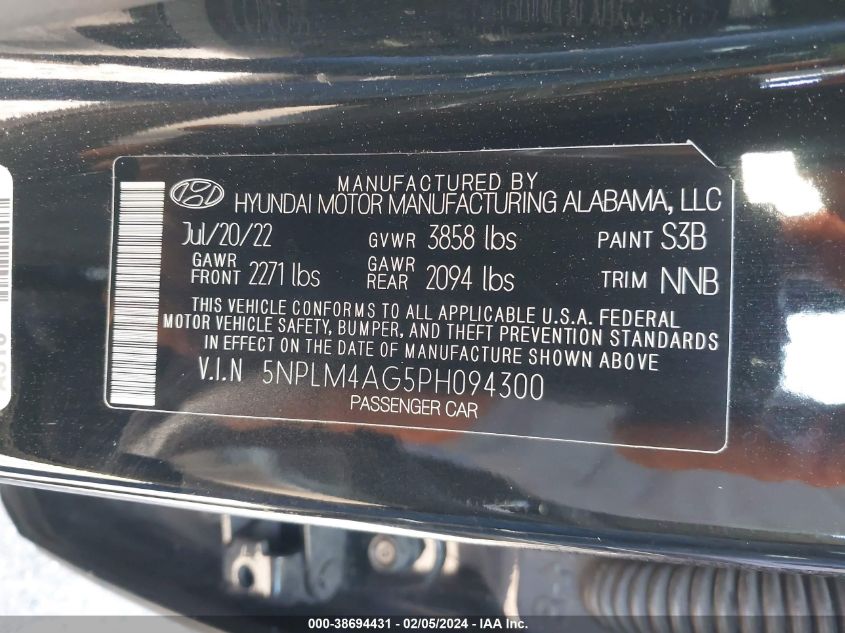 MANUFACTURED BY
HYUNDAI MOTOR MANUFACTURING ALABAMA, LLC
Jul/20/22 GVWR 3858 lbs PAINT S3B
GAWR FRONT 2271 lbs GAWR REAR 2094 lbs TRIM NNB
THIS VEHICLE CONFORMS TO ALL APPLICABLE U.S.A. FEDERAL
MOTOR VEHICLE SAFETY, BUMPER, AND THEFT PREVENTION STANDARDS
IN EFFECT ON THE DATE OF MANUFACTURE SHOWN ABOVE
V.I.N 5NPLM4AG5PH094300
PASSENGER CAR
000-38694431 - 02/05/2024 - IAA Inc.